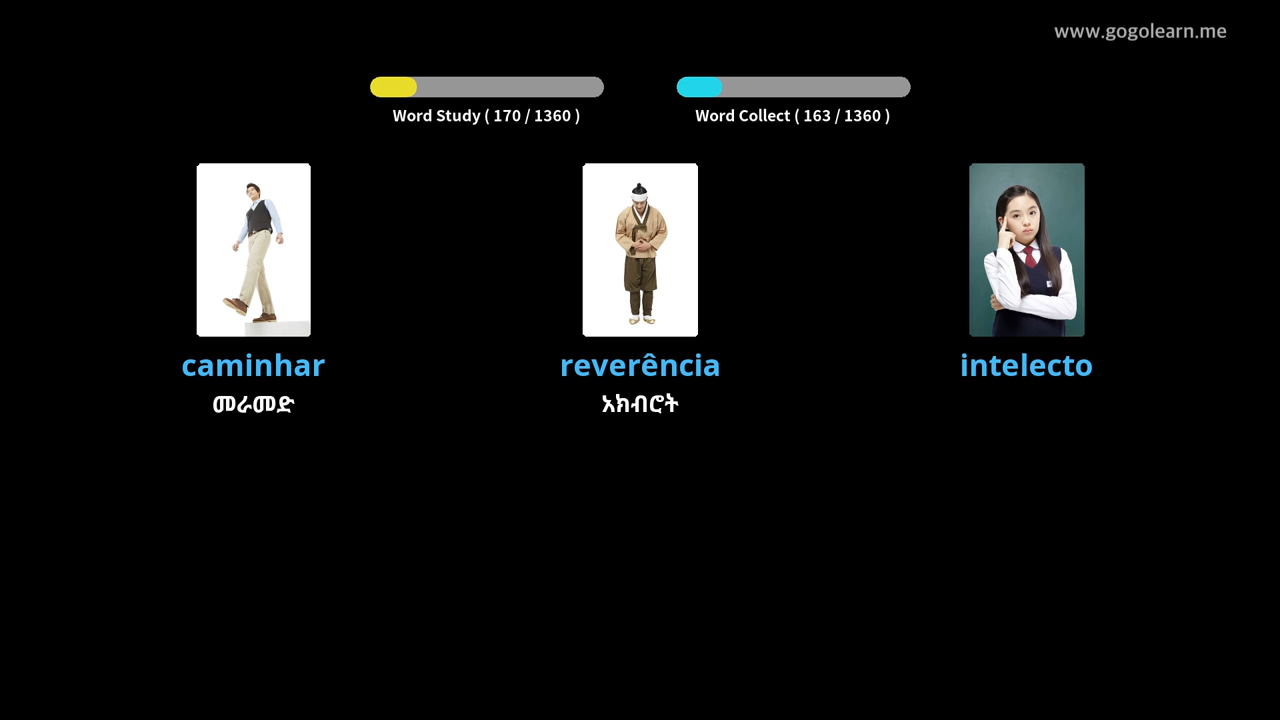 www.gogolearn.me
Word Study ( 170 / 1360 )
Word Collect ( 163 / 1360 )
caminhar
reverência
intelecto
መራመድ
አክብሮት